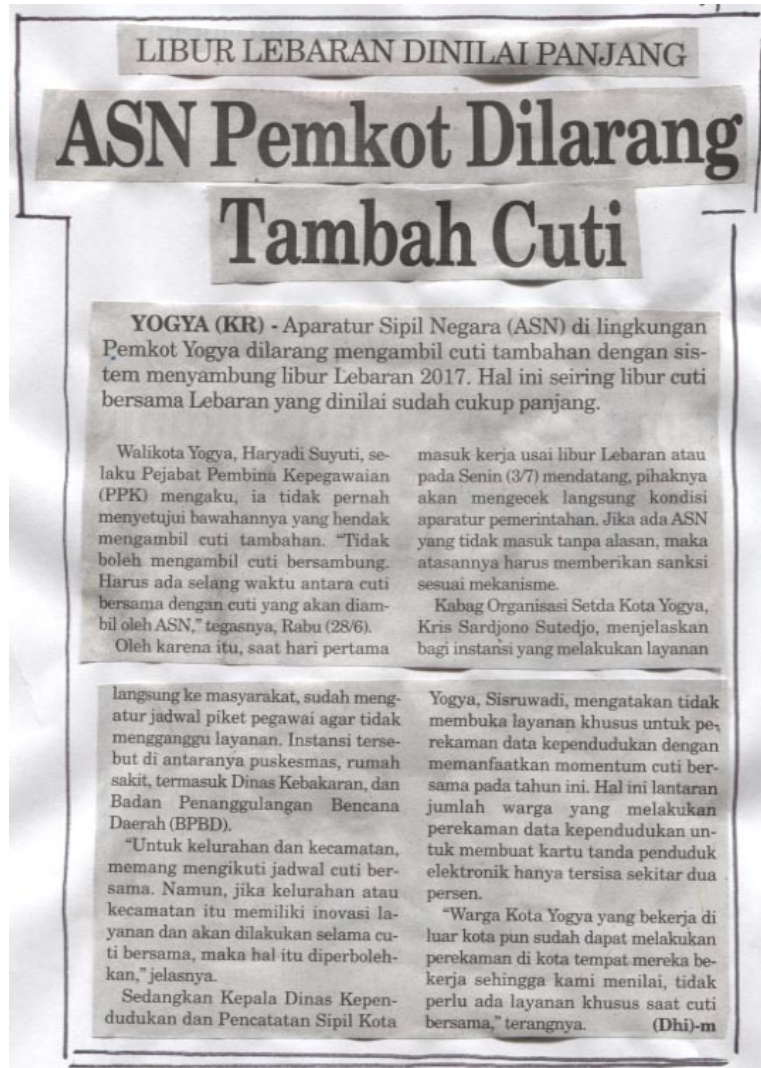 LIBUR LEBARAN DINILAI PANJANG
ASN Pemkot Dilarang
Tambah Cuti
YOGYA (KR) - Aparatur Sipil Negara (ASN) di lingkungan
Pemkot Yogya dilarang mengambil cuti tambahan dengan sis-
tem menyambung libur Lebaran 2017. Hal ini seiring libur cuti
bersama Lebaran yang dinilai sudah cukup panjang.
Walikota Yogya, Haryadi Suyuti, se-
laku Pejabat Pembina Kepegawaian
(PPK) mengaku, ia tidak pernah
menyetujui bawahannya yang hendak
mengambil cuti tambahan. "Tidak
boleh mengambil cuti bersambung.
Harus ada selang waktu antara cuti
bersama dengan cuti yang akan diam-
bil oleh ASN," tegasnya, Rabu (28/6).
Oleh karena itu, saat hari pertama
masuk kerja usai libur Lebaran atau
pada Senin (3/7) mendatang, pihaknya
akan mengecek langsung kondisi
aparatur pemerintahan. Jika ada ASN
yang tidak masuk tanpa alasan, maka
atasannya harus memberikan sanksi
sesuai mekanisme.
Kabag Organisasi Setda Kota Yogya,
Kris Sardjono Sutedjo, menjelaskan
bagi instansi yang melakukan layanan
langsung ke masyarakat, sudah meng-
atur jadwal piket pegawai agar tidak
mengganggu layanan. Instansi terse-
but di antaranya puskesmas, rumah
sakit, termasuk Dinas Kebakaran, dan
Badan Penanggulangan Bencana
Daerah (BPBD).
"Untuk kelurahan dan kecamatan,
memang mengikuti jadwal cuti ber-
sama. Namun, jika kelurahan atau
kecamatan itu memiliki inovasi la-
yanan dan akan dilakukan selama cu-
ti bersama, maka hal itu diperboleh-
kan," jelasnya.
Sedangkan Kepala Dinas Kepen-
dudukan dan Pencatatan Sipil Kota
Yogya, Sisruwadi, mengatakan tidak
membuka layanan khusus untuk pe-
rekaman data kependudukan dengan
memanfaatkan momentum cuti ber-
sama pada tahun ini. Hal ini lantaran
jumlah warga yang melakukan
perekaman data kependudukan un-
tuk membuat kartu tanda penduduk
elektronik hanya tersisa sekitar dua
persen.
"Warga Kota Yogya yang bekerja di
luar kota pun sudah dapat melakukan
perekaman di kota tempat mereka be-
kerja sehingga kami menilai, tidak
perlu ada layanan khusus saat cuti
bersama," terangnya. (Dhi)-m